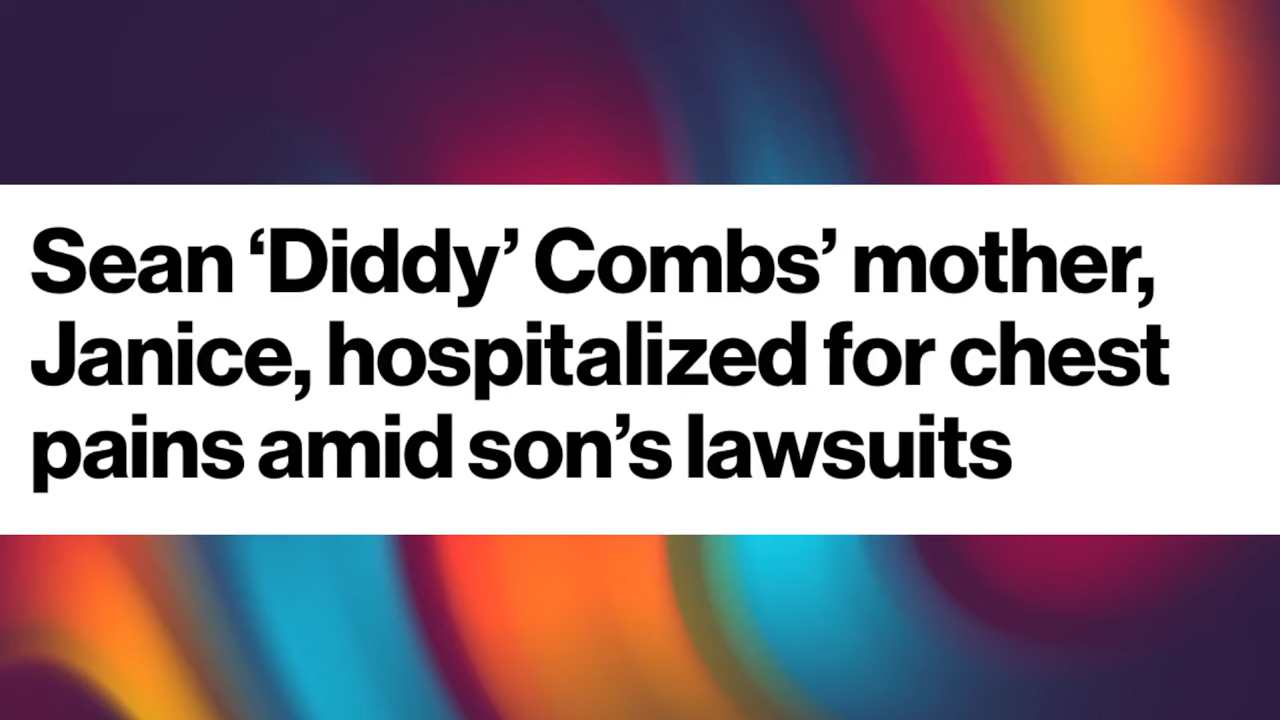 Sean ‘Diddy’ Combs’ mother,
Janice, hospitalized for chest
pains amid son’s lawsuits